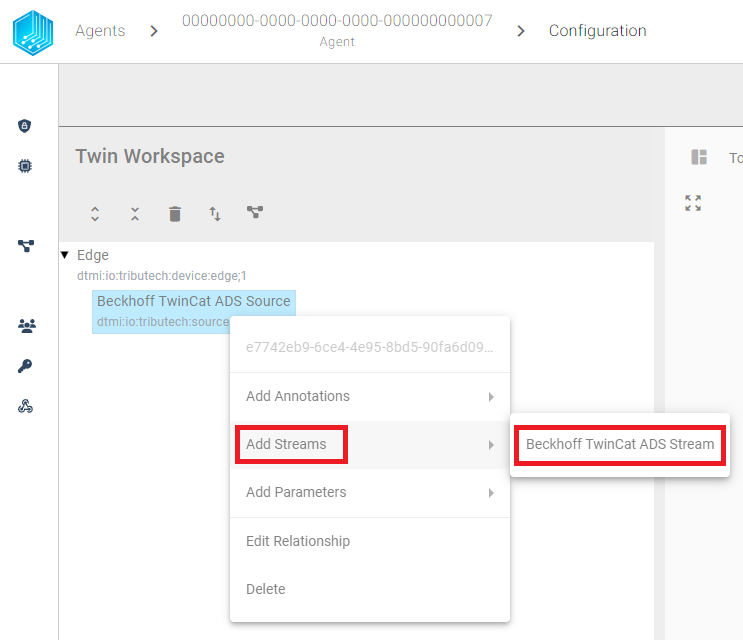 Agents
00000000-0000-0000-0000-000000000007
Agent
Configuration
Twin Workspace
To
Edge
dtmi:io:tributech:device:edge;1
Beckhoff TwinCat ADS Source
dtmi:io:tributech:source
e7742eb9-6ce4-4e95-8bd5-90fa6d09...
Add Annotations
Add Streams
Beckhoff TwinCat ADS Stream
Add Parameters
Edit Relationship
Delete